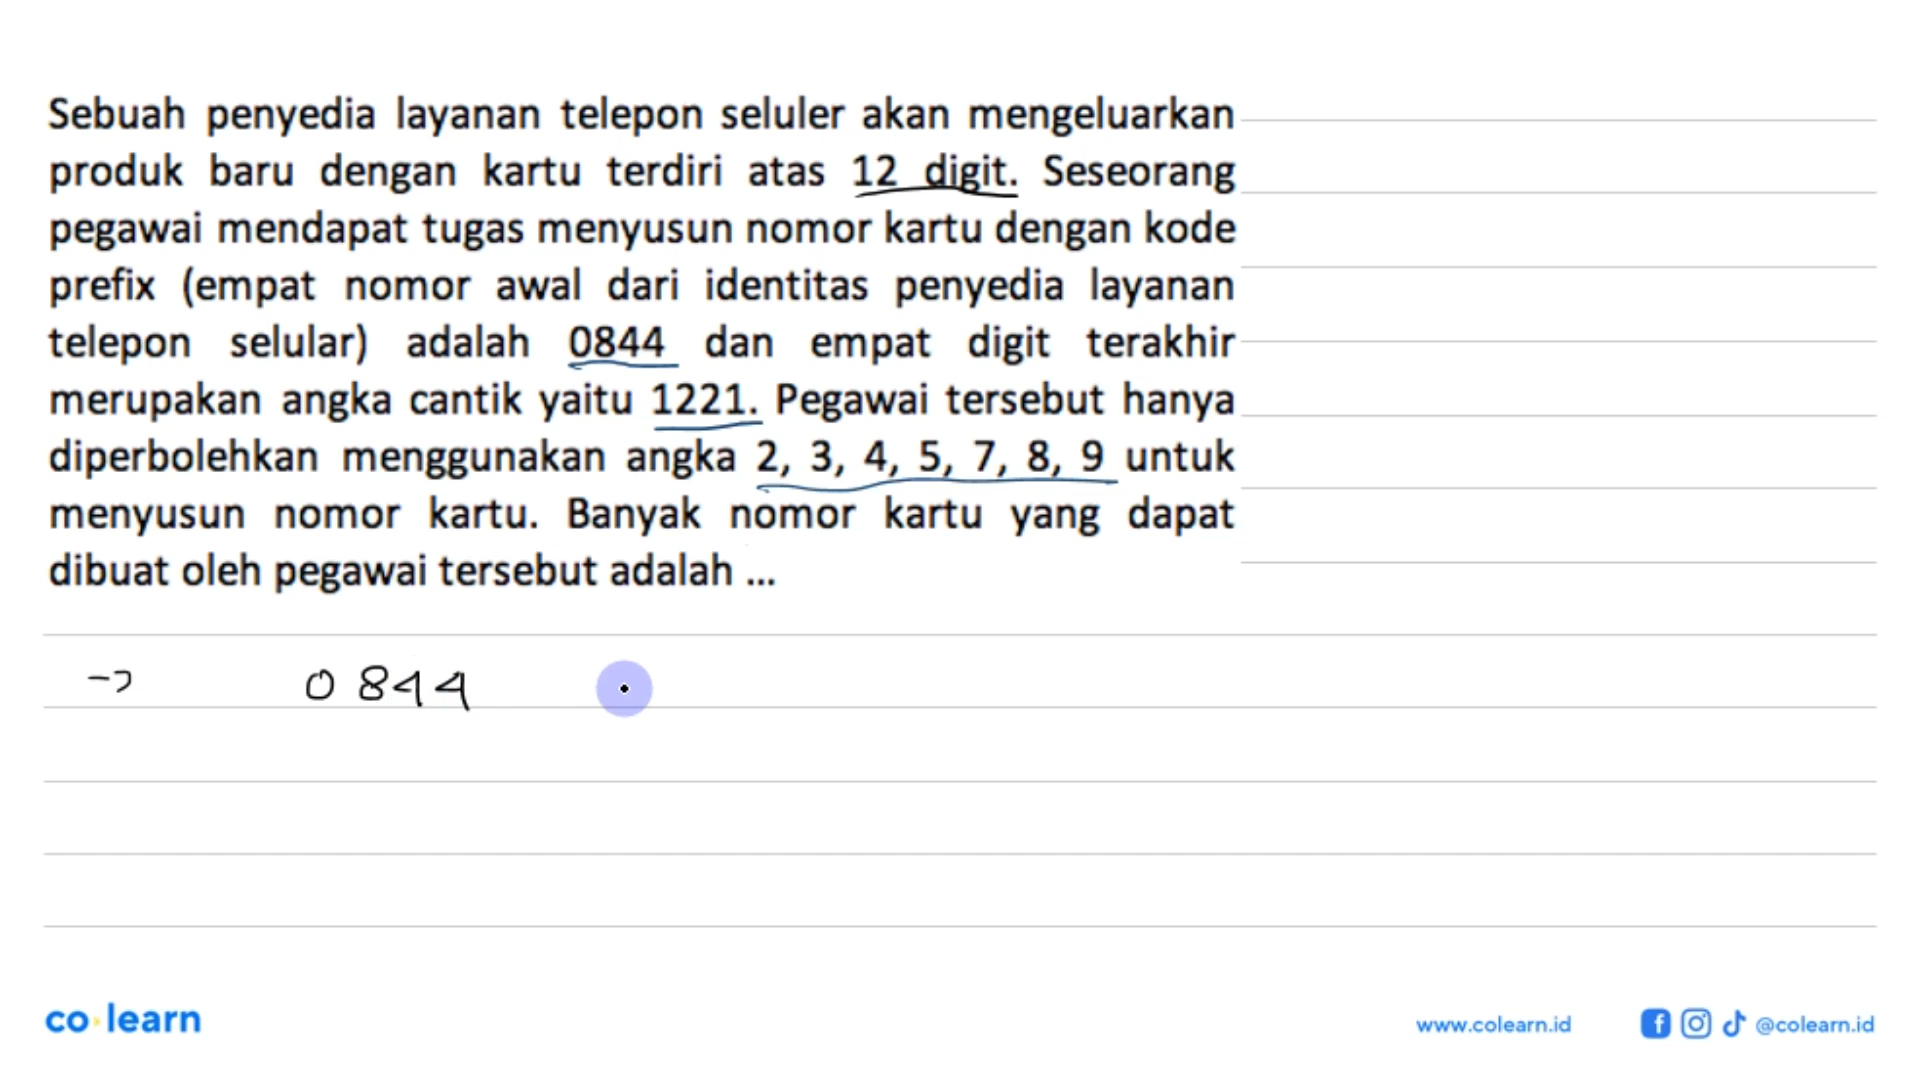 Sebuah penyedia layanan telepon seluler akan mengeluarkan
produk baru dengan kartu terdiri atas 12 digit. Seseorang
pegawai mendapat tugas menyusun nomor kartu dengan kode
prefix (empat nomor awal dari identitas penyedia layanan
telepon selular) adalah 0844 dan empat digit terakhir
merupakan angka cantik yaitu 1221. Pegawai tersebut hanya
diperbolehkan menggunakan angka 2, 3, 4, 5, 7, 8, 9 untuk
menyusun nomor kartu. Banyak nomor kartu yang dapat
dibuat oleh pegawai tersebut adalah ...
→ 0844
co learn
www.colearn.id
@colearn.id